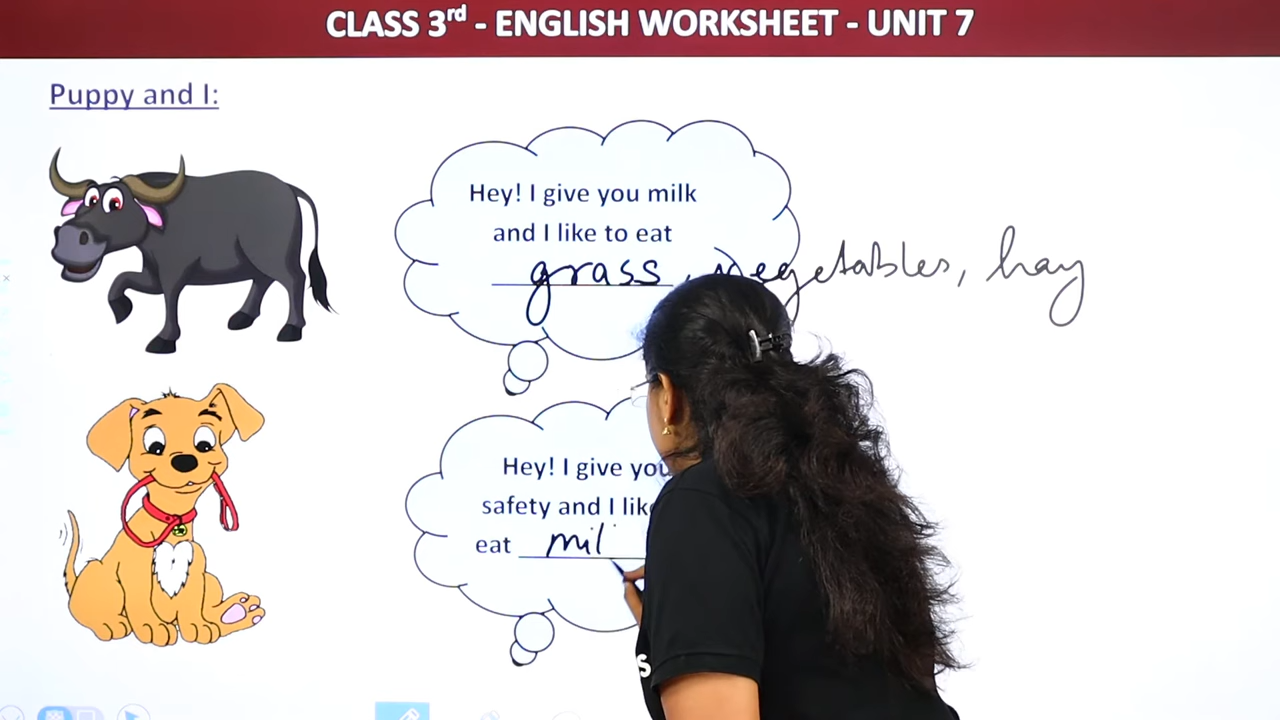 CLASS 3rd - ENGLISH WORKSHEET - UNIT 7
Puppy and I:
Hey! I give you milk
and I like to eat
grass, vegetables, hay
Hey! I give you
safety and I
eat mil